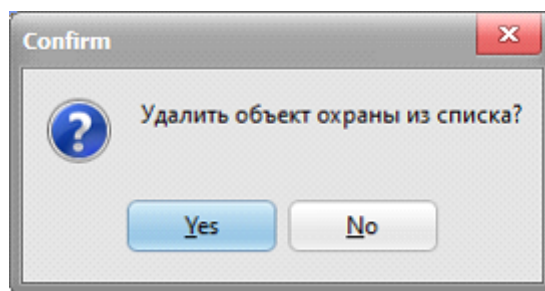 Confirm
Удалить объект охраны из списка?
Yes
No